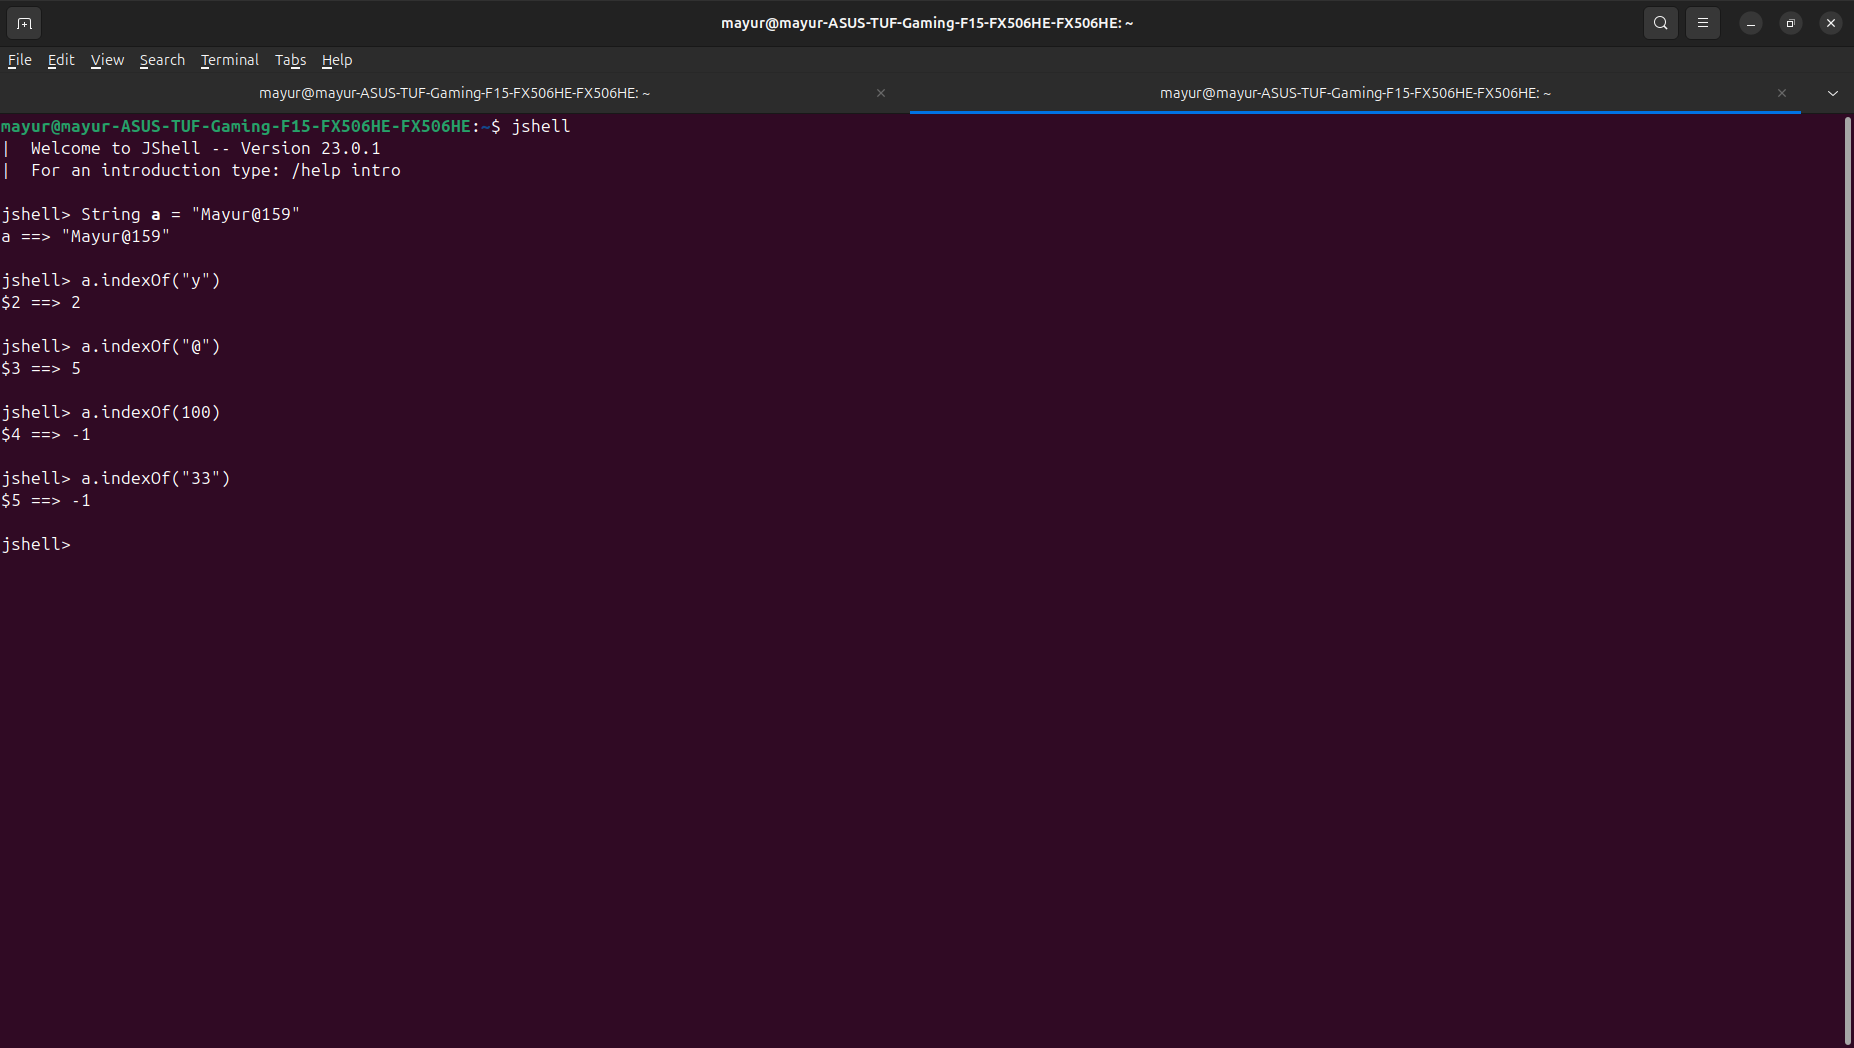 mayur@mayur-ASUS-TUF-Gaming-F15-FX506HE-FX506HE: ~
File Edit View Search Terminal Tabs Help
mayur@mayur-ASUS-TUF-Gaming-F15-FX506HE-FX506HE: ~ mayur@mayur-ASUS-TUF-Gaming-F15-FX506HE-FX506HE: ~
mayur@mayur-ASUS-TUF-Gaming-F15-FX506HE-FX506HE:~$ jshell
|  Welcome to JShell -- Version 23.0.1
|  For an introduction type: /help intro
jshell> String a = "Mayur@159"
a ==> "Mayur@159"
jshell> a.indexOf("y")
$2 ==> 2
jshell> a.indexOf("@")
$3 ==> 5
jshell> a.indexOf(100)
$4 ==> -1
jshell> a.indexOf("33")
$5 ==> -1
jshell>